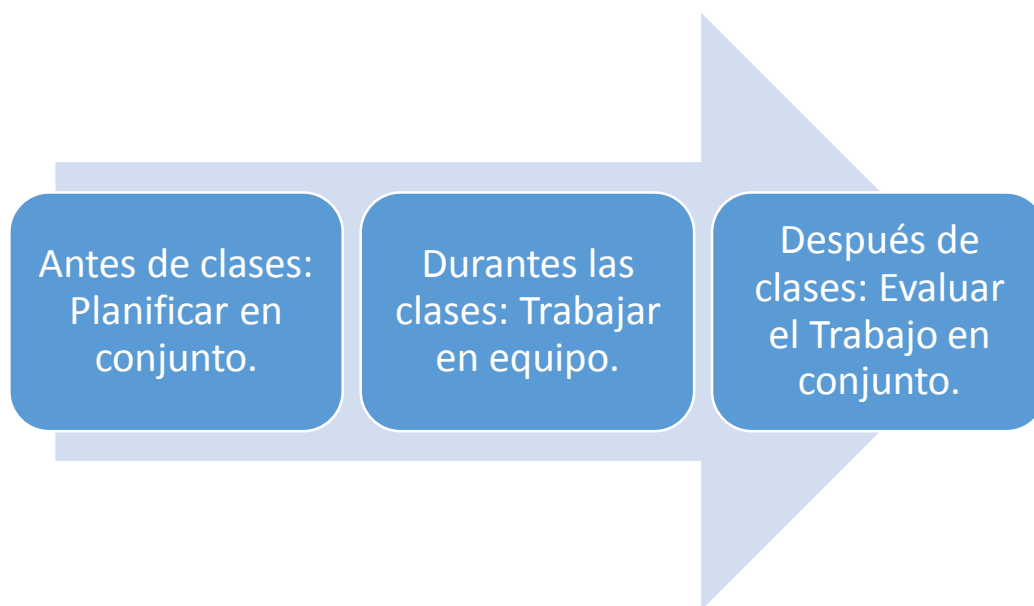 Antes de clases:
Planificar en
conjunto.
Durantes las
clases: Trabajar
en equipo.
Después de
clases: Evaluar
el Trabajo en
conjunto.